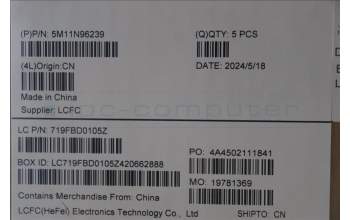 (P)P/N: 5M11N96239
(Q)QTY: 5 PCS
(4L)Origin:CN
DATE: 2024/5/18
Made in China
Supplier: LCFC
LC P/N: 719FBD0105Z
PO: 4A4502111841
BOX ID: LC719FBD0105Z420662888
MO: 19781369
Contains Merchandise From: China
LCFC(HeFei) Electronics Technology Co., Ltd
SHIPTO: CN